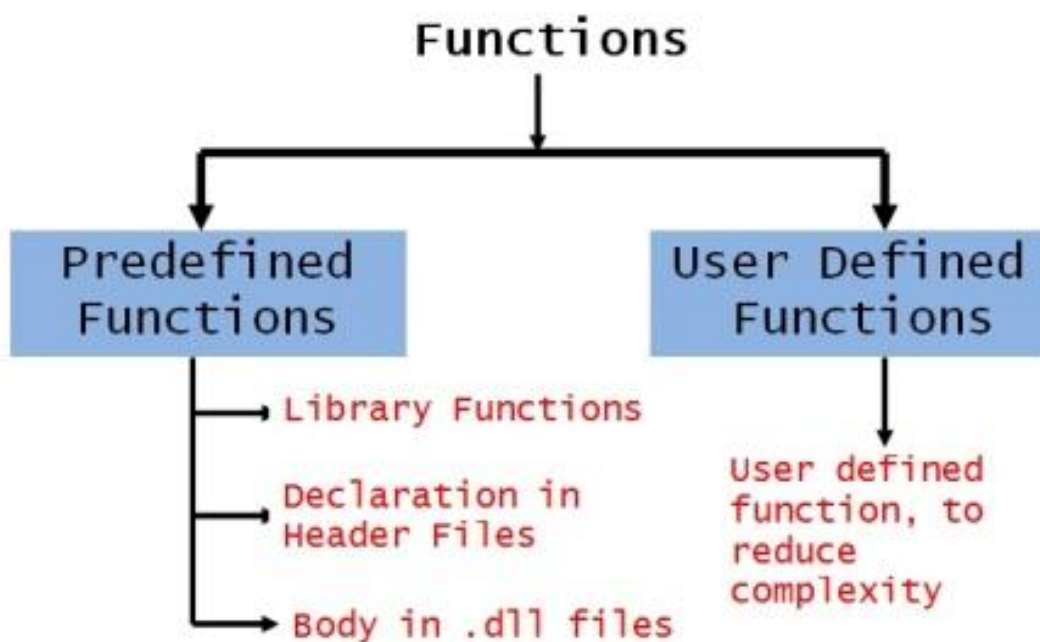 Functions
Predefined
Functions
User Defined
Functions
Library Functions
Declaration in
Header Files
Body in .dll files
User defined
function, to
reduce
complexity